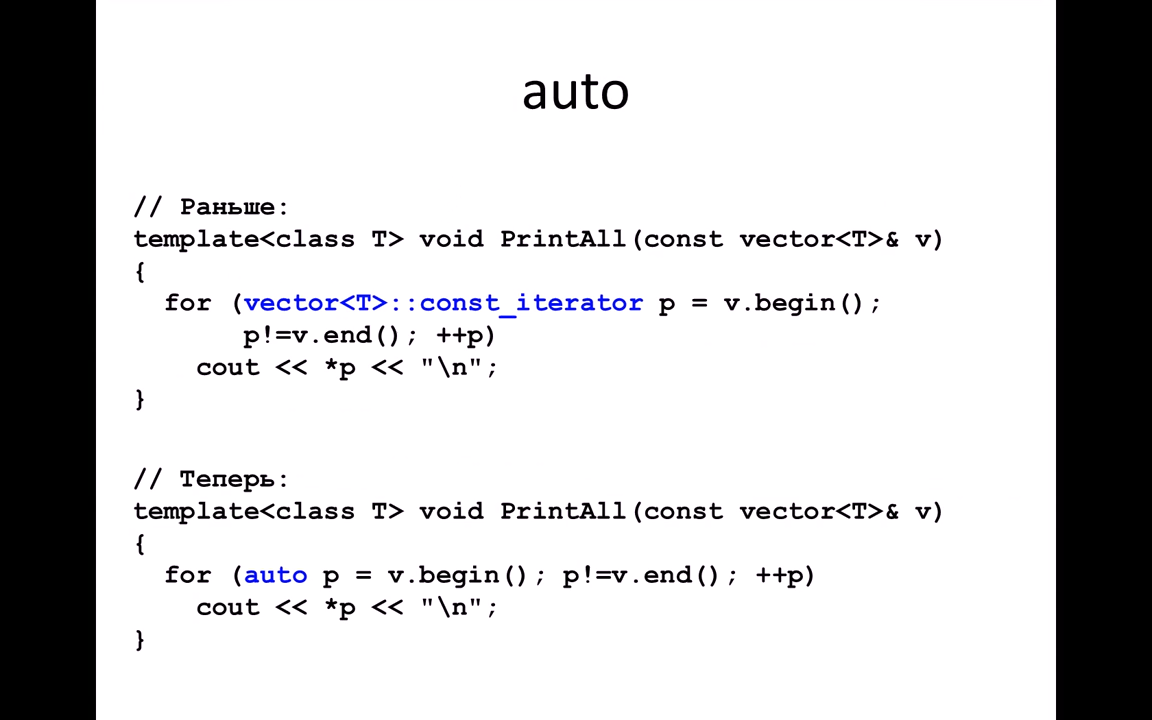 auto
// Раньше:
template<class T> void PrintAll(const vector<T>& v)
{
for (vector<T>::const_iterator p = v.begin();
p!=v.end(); ++p)
cout << *p << "\n";
}
// Теперь:
template<class T> void PrintAll(const vector<T>& v)
{
for (auto p = v.begin(); p!=v.end(); ++p)
cout << *p << "\n";
}